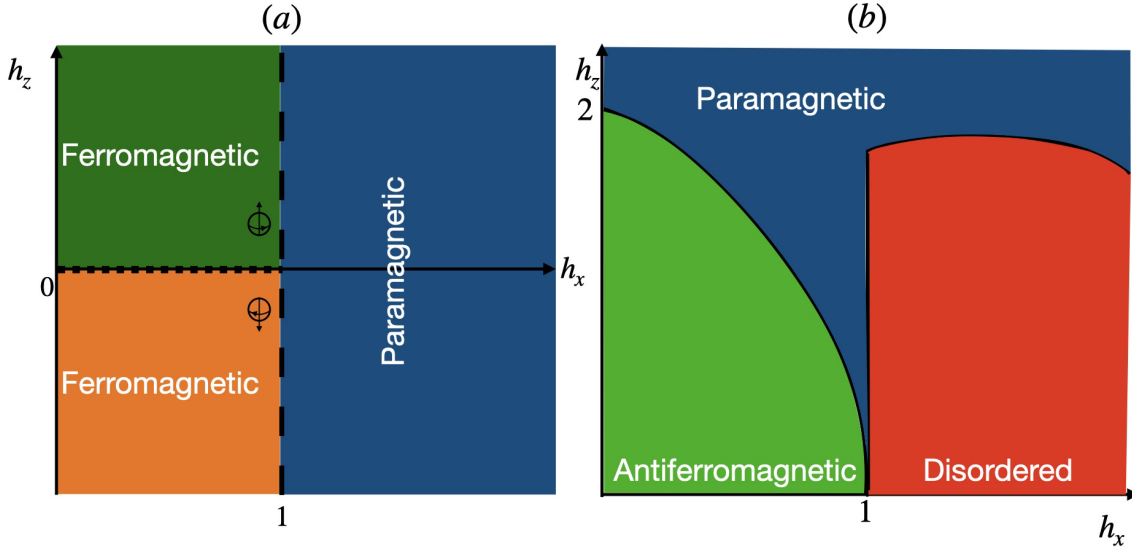 (a)
h_z
Ferromagnetic
Paramagnetic
0
h_x
Ferromagnetic
1
(b)
h_z
2
Paramagnetic
Antiferromagnetic
Disordered
1
h_x